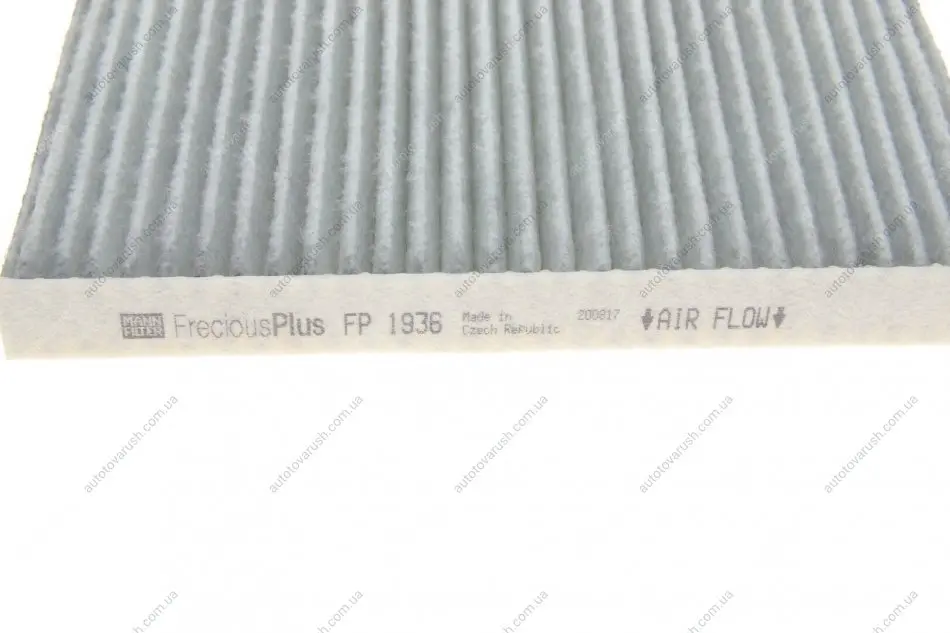 MANN
FILTER
FreciousPlus FP 1936
Made in
Czech Republic
200817
AIR FLOW
autotovarush.com.ua